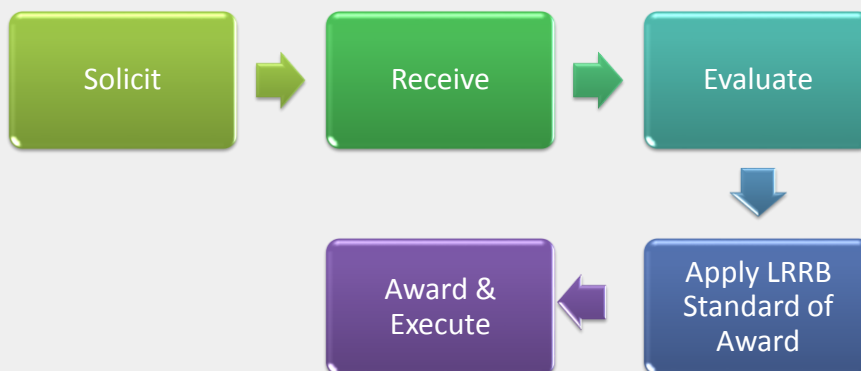 Solicit
Receive
Evaluate
Apply LRRB
Standard of
Award
Award &
Execute